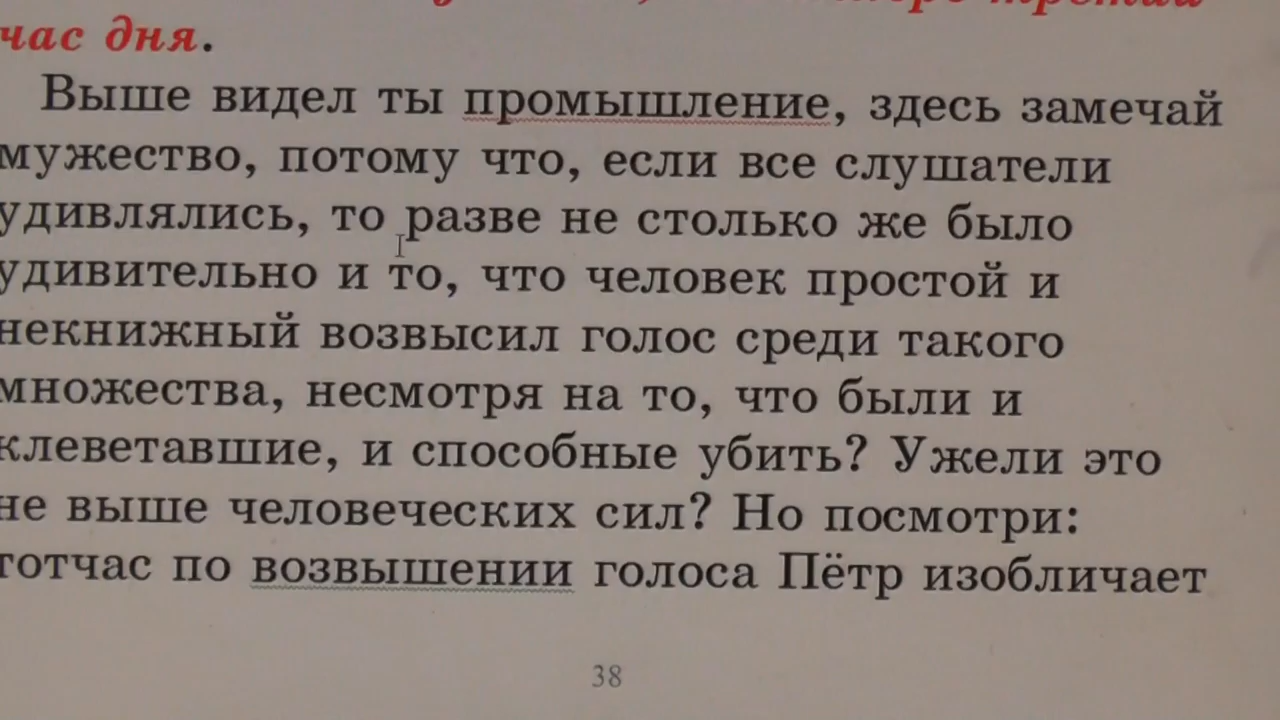 час дня.
Выше видел ты промышление, здесь замечай
мужество, потому что, если все слушатели
удивлялись, то разве не столько же было
удивительно и то, что человек простой и
некнижный возвысил голос среди такого
множества, несмотря на то, что были и
клеветавшие, и способные убить? Ужели это
не выше человеческих сил? Но посмотри:
тотчас по возвышении голоса Пётр изобличает
38